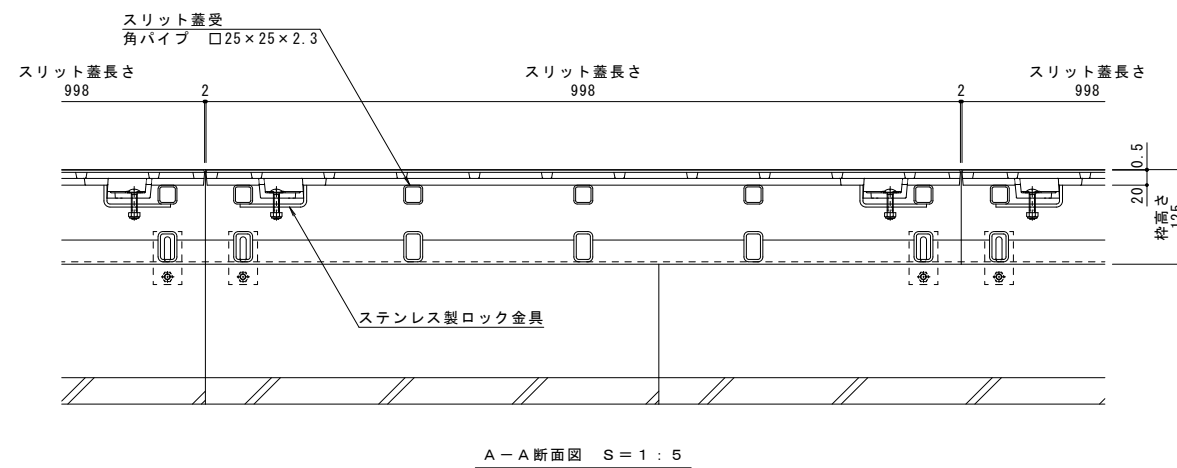 スリット蓋受
角パイプ □25×25×2.3
スリット蓋長さ
998
2
スリット蓋長さ
998
2
スリット蓋長さ
998
0.5
20
枠高さ
125
ステンレス製ロック金具
A－A断面図 S＝1：5